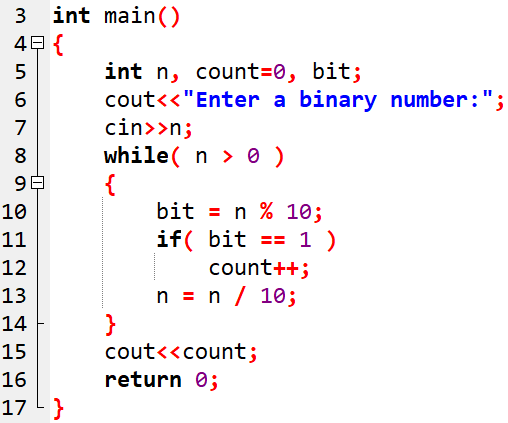 3 int main()
4 {
5 int n, count=0, bit;
6 cout<<"Enter a binary number:";
7 cin>>n;
8 while( n > 0 )
9 {
10 bit = n % 10;
11 if( bit == 1 )
12 count++;
13 n = n / 10;
14 }
15 cout<<count;
16 return 0;
17 }